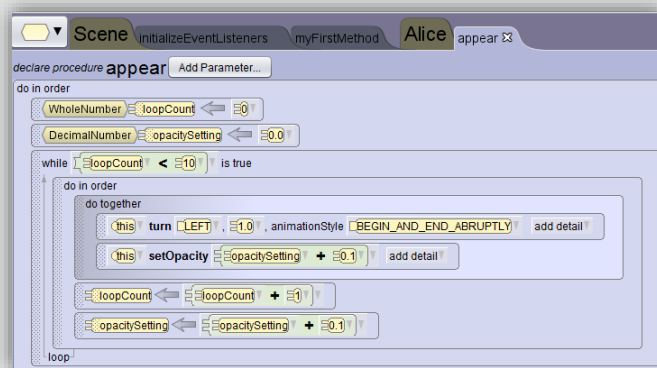 Scene initializeEventListeners myFirstMethod Alice appear
declare procedure appear Add Parameter...
do in order
WholeNumber loopCount 0
DecimalNumber opacitySetting 0.0
while loopCount < 10 is true
do in order
do together
this turn LEFT , 1.0 , animationStyle BEGIN_AND_END_ABRUPTLY add detail
this setOpacity opacitySetting + 0.1 add detail
loopCount loopCount + 1
opacitySetting opacitySetting + 0.1
loop